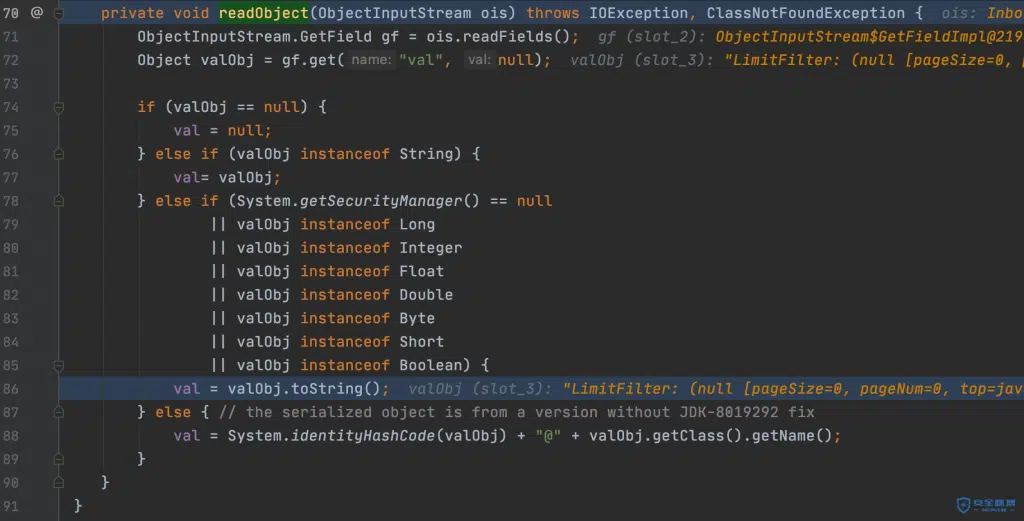 70 @ private void readObject(ObjectInputStream ois) throws IOException, ClassNotFoundException { ois: Inbo
71 ObjectInputStream.GetField gf = ois.readFields(); gf (slot_2): ObjectInputStream$GetFieldImpl@219
72 Object valObj = gf.get( name: "val", val: null); valObj (slot_3): "LimitFilter: (null [pageSize=0,
73
74 if (valObj == null) {
75 val = null;
76 } else if (valObj instanceof String) {
77 val= valObj;
78 } else if (System.getSecurityManager() == null
79 || valObj instanceof Long
80 || valObj instanceof Integer
81 || valObj instanceof Float
82 || valObj instanceof Double
83 || valObj instanceof Byte
84 || valObj instanceof Short
85 || valObj instanceof Boolean) {
86 val = valObj.toString(); valObj (slot_3): "LimitFilter: (null [pageSize=0, pageNum=0, top=jav
87 } else { // the serialized object is from a version without JDK-8019292 fix
88 val = System.identityHashCode(valObj) + "@" + valObj.getClass().getName();
89 }
90 }
91 }